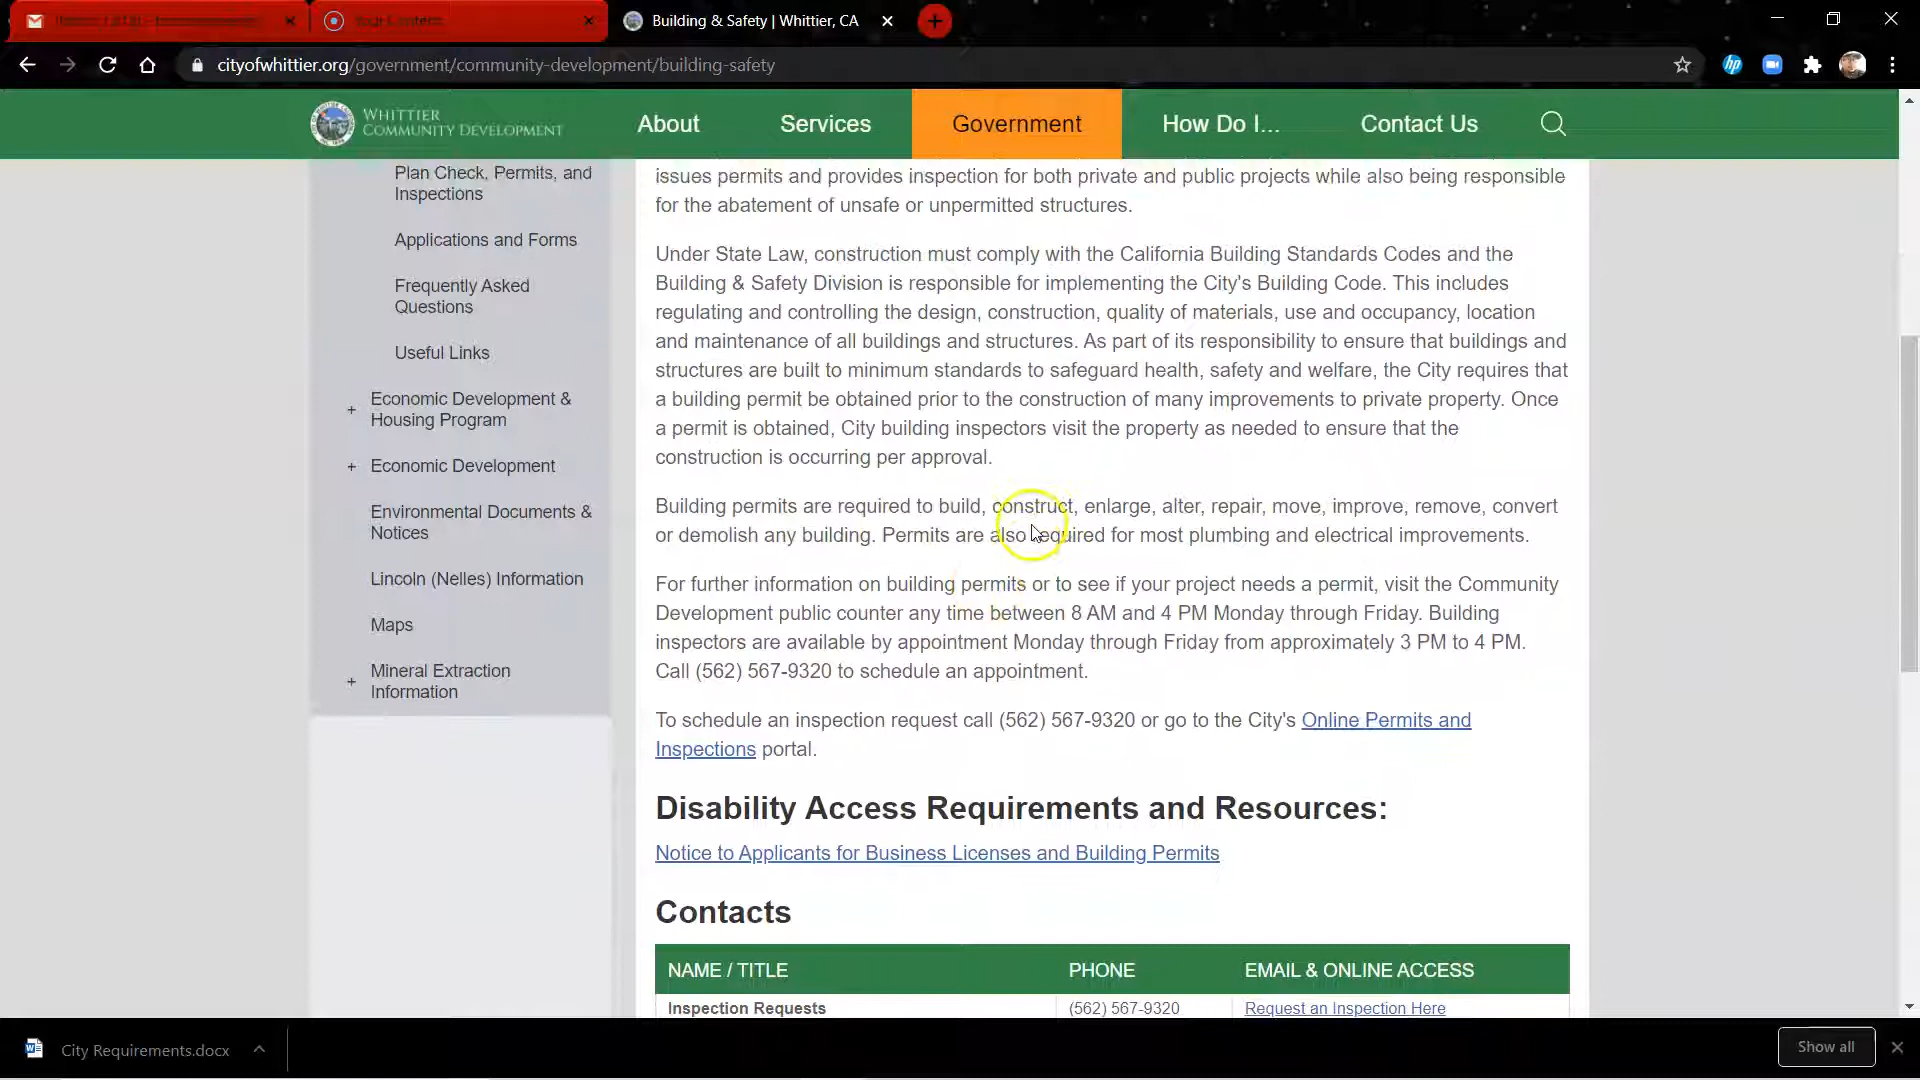 Building & Safety | Whittier, CA
cityofwhittier.org/government/community-development/building-safety
WHITTIER
COMMUNITY DEVELOPMENT
About
Services
Government
How Do I...
Contact Us
Plan Check, Permits, and
Inspections
Applications and Forms
Frequently Asked
Questions
Useful Links
+ Economic Development &
Housing Program
+ Economic Development
Environmental Documents &
Notices
Lincoln (Nelles) Information
Maps
+ Mineral Extraction
Information
issues permits and provides inspection for both private and public projects while also being responsible
for the abatement of unsafe or unpermitted structures.
Under State Law, construction must comply with the California Building Standards Codes and the
Building & Safety Division is responsible for implementing the City's Building Code. This includes
regulating and controlling the design, construction, quality of materials, use and occupancy, location
and maintenance of all buildings and structures. As part of its responsibility to ensure that buildings and
structures are built to minimum standards to safeguard health, safety and welfare, the City requires that
a building permit be obtained prior to the construction of many improvements to private property. Once
a permit is obtained, City building inspectors visit the property as needed to ensure that the
construction is occurring per approval.
Building permits are required to build, construct, enlarge, alter, repair, move, improve, remove, convert
or demolish any building. Permits are also required for most plumbing and electrical improvements.
For further information on building permits or to see if your project needs a permit, visit the Community
Development public counter any time between 8 AM and 4 PM Monday through Friday. Building
inspectors are available by appointment Monday through Friday from approximately 3 PM to 4 PM.
Call (562) 567-9320 to schedule an appointment.
To schedule an inspection request call (562) 567-9320 or go to the City's Online Permits and
Inspections portal.
Disability Access Requirements and Resources:
Notice to Applicants for Business Licenses and Building Permits
Contacts
NAME / TITLE PHONE EMAIL & ONLINE ACCESS
Inspection Requests (562) 567-9320 Request an Inspection Here
City Requirements.docx
Show all